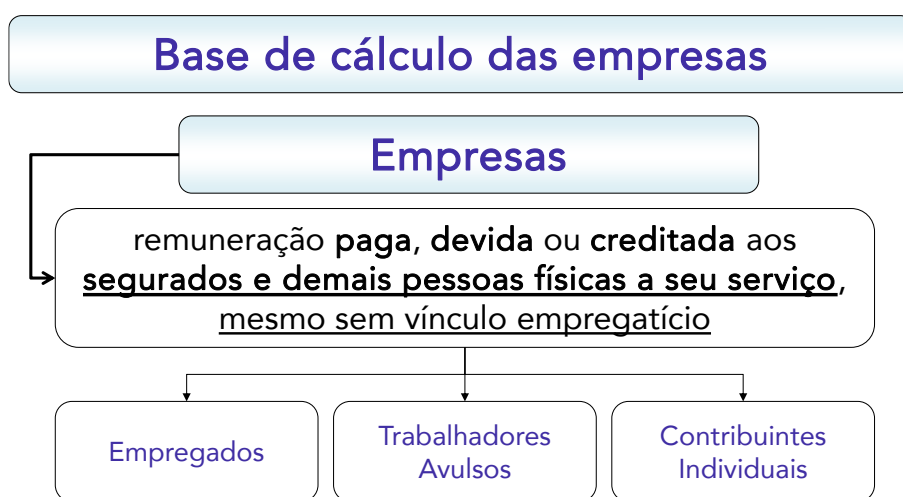 Base de cálculo das empresas
Empresas
remuneração paga, devida ou creditada aos
segurados e demais pessoas físicas a seu serviço,
mesmo sem vínculo empregatício
Empregados
Trabalhadores
Avulsos
Contribuintes
Individuais